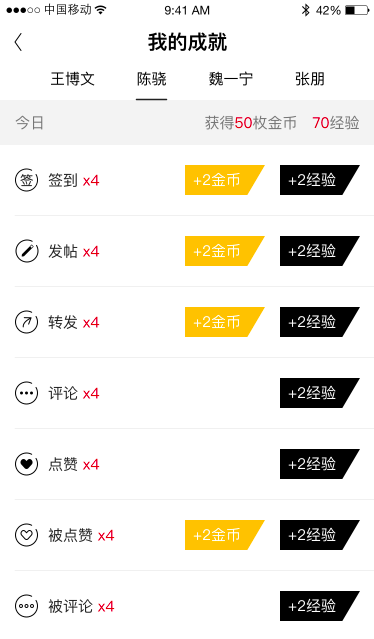 中国移动 9:41 AM 42%
我的成就
王博文 陈骁 魏一宁 张朋
今日 获得50枚金币 70经验
签 签到 x4 +2金币 +2经验
发帖 x4 +2金币 +2经验
转发 x4 +2金币 +2经验
评论 x4 +2经验
点赞 x4 +2经验
被点赞 x4 +2金币 +2经验
被评论 x4 +2经验